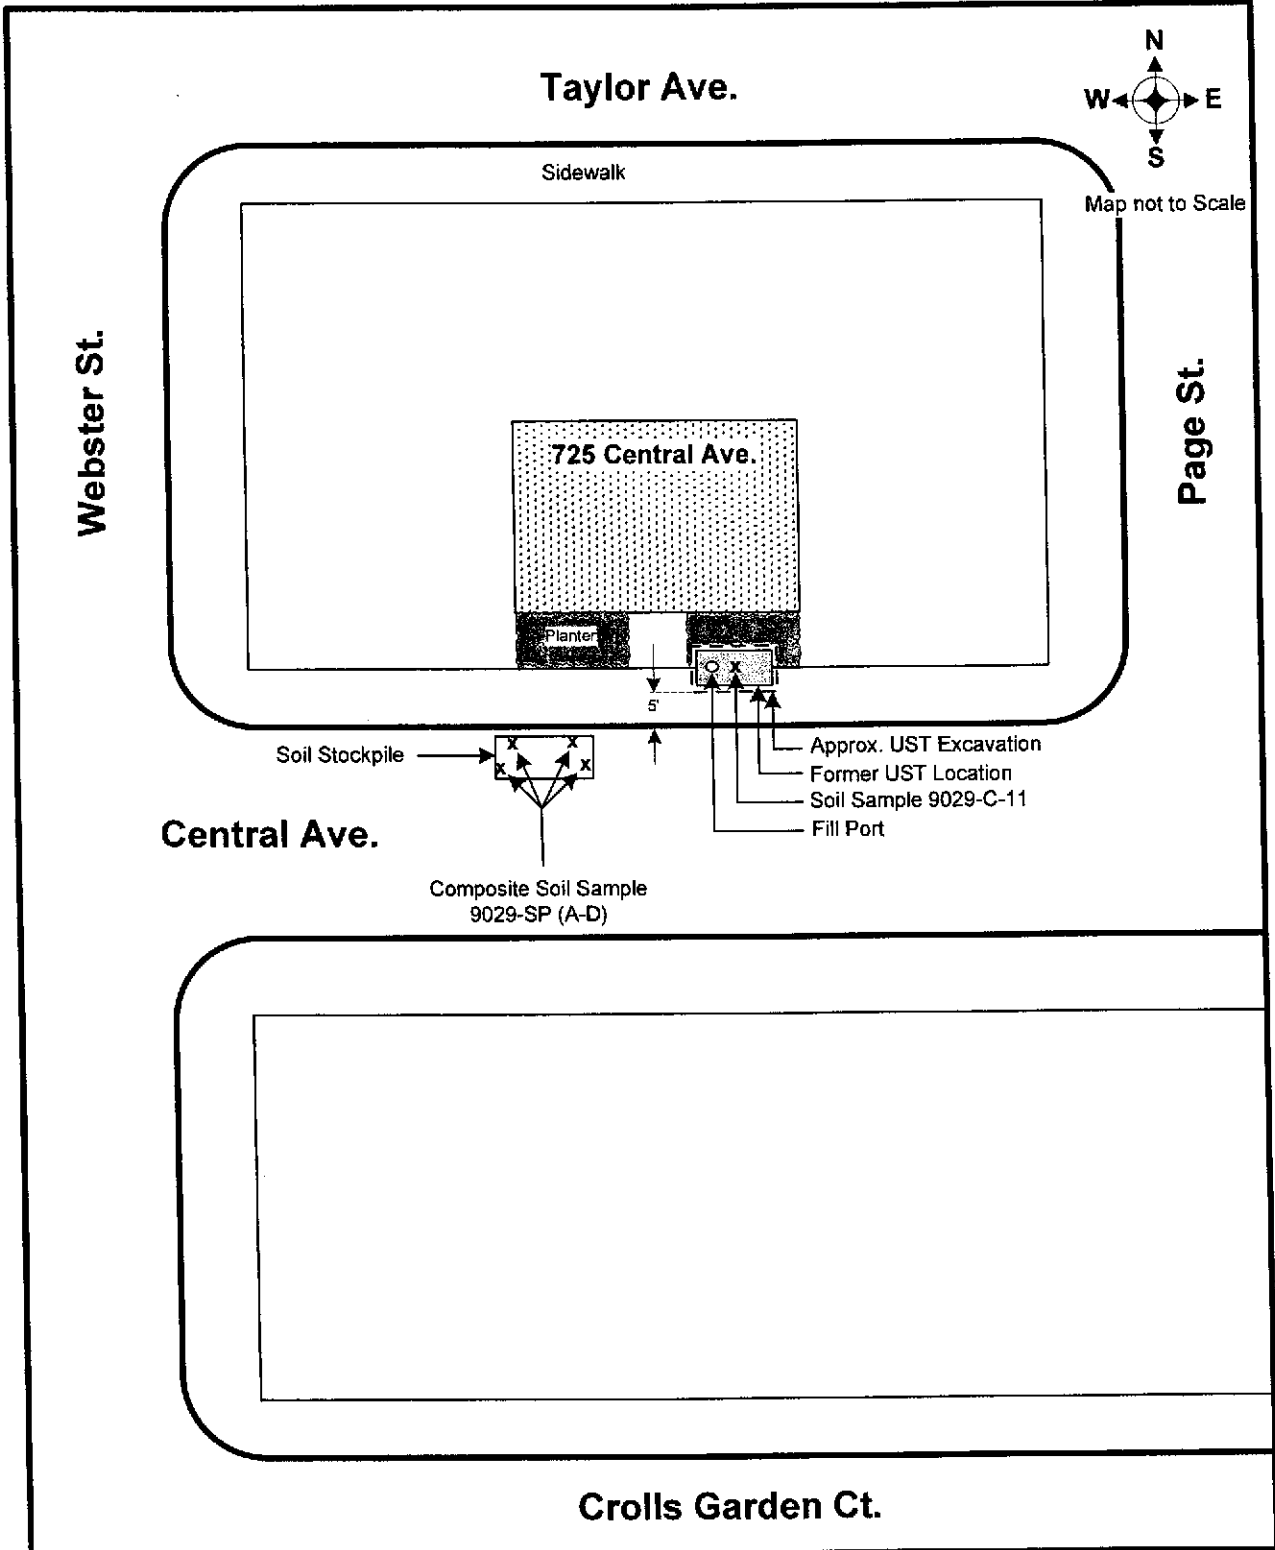 N
Taylor Ave.
W E
S
Sidewalk
Map not to Scale
Webster St.
Page St.
725 Central Ave.
Planter
x
5'
Soil Stockpile
x x
x x
Approx. UST Excavation
Former UST Location
Soil Sample 9029-C-11
Fill Port
Central Ave.
Composite Soil Sample
9029-SP (A-D)
Crolls Garden Ct.